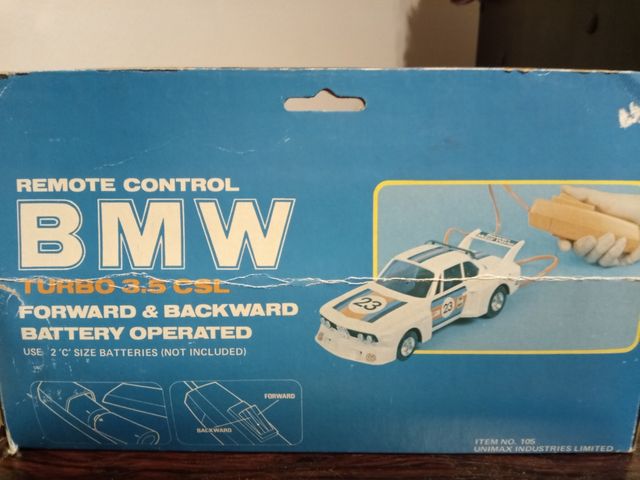 REMOTE CONTROL
BMW
TURBO 3.5 CSL
FORWARD & BACKWARD
BATTERY OPERATED
USE 2 'C' SIZE BATTERIES (NOT INCLUDED)
23
23
FORWARD
BACKWARD
ITEM NO. 105
UNIMAX INDUSTRIES LIMITED